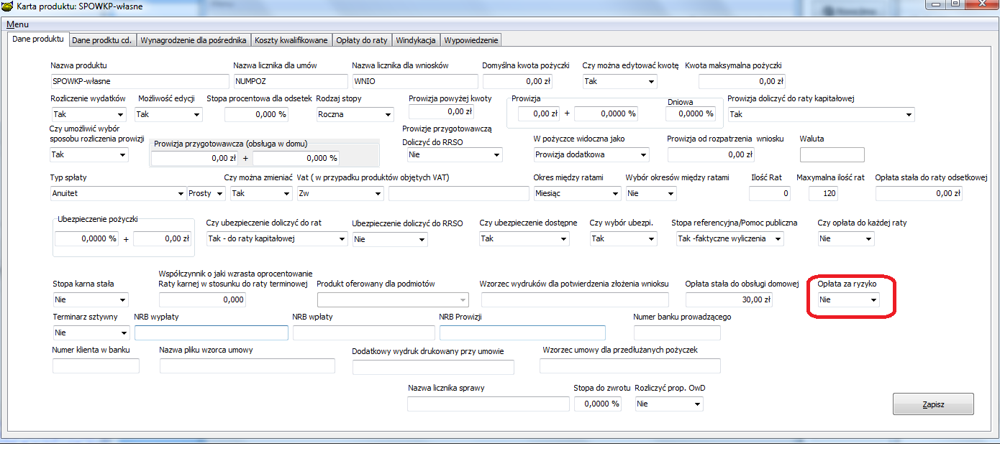 Karta produktu: SPOWKP-własne
Menu
Dane produktu Dane prodktu cd. Wynagrodzenie dla pośrednika Koszty kwalifikowane Opłaty do raty Windykacja Wypowiedzenie
Nazwa produktu Nazwa licznika dla umów Nazwa licznika dla wniosków Domyślna kwota pożyczki Czy można edytować kwotę Kwota maksymalna pożyczki
SPOWKP-własne NUMPOZ WNIO 0,00 zł Tak 0,00 zł
Rozliczenie wydatków Możliwość edycji Stopa procentowa dla odsetek Rodzaj stopy Prowizja powyżej kwoty Prowizja Dniowa Prowizja doliczyć do raty kapitałowej
Tak Tak 0,000 % Roczna 0,00 zł 0,00 zł + 0,0000 % 0,0000 % Tak
Czy umożliwić wybór
sposobu rozliczenia prowizji
Tak
Prowizja przygotowawcza (obsługa w domu)
0,00 zł + 0,000 %
Prowizje przygotowawczą
Doliczyć do RRSO
Nie
W pożyczce widoczna jako Prowizja od rozpatrzenia wniosku Waluta
Prowizja dodatkowa 0,00 zł
Typ spłaty Czy można zmieniać Vat ( w przypadku produktów objętych VAT) Okres między ratami Wybór okresów między ratami Ilość Rat Maxymalna ilość rat Opłata stała do raty odsetkowej
Anuitet Prosty Tak Zw Miesiąc Nie 0 120 0,00 zł
Ubezpieczenie pożyczki Czy ubezpieczenie doliczyć do rat Ubezpieczenie doliczyć do RRSO Czy ubezpieczenie dostępne Czy wybór ubezpi. Stopa referencyjna/Pomoc publiczna Czy opłata do każdej raty
0,0000 % + 0,00 zł Tak - do raty kapitałowej Nie Tak Tak Tak -faktyczne wyliczenia Nie
Współczynnik o jaki wzrasta oprocentowanie
Stopa karna stała Raty karnej w stosunku do raty terminowej Produkt oferowany dla podmiotów Wzorzec wydruków dla potwierdzenia złożenia wnioksu Opłata stała do obsługi domowej Opłata za ryzyko
Nie 0,000 30,00 zł Nie
Terminarz sztywny NRB wypłaty NRB wpłaty NRB Prowizji Numer banku prowadzącego
Nie
Numer klienta w banku Nazwa pliku wzorca umowy Dodatkowy wydruk drukowany przy umowie Wzorzec umowy dla przedłużanych pożyczek
Nazwa licznika sprawy Stopa do zwrotu Rozliczyć prop. OwD
0,0000 % Nie
Zapisz